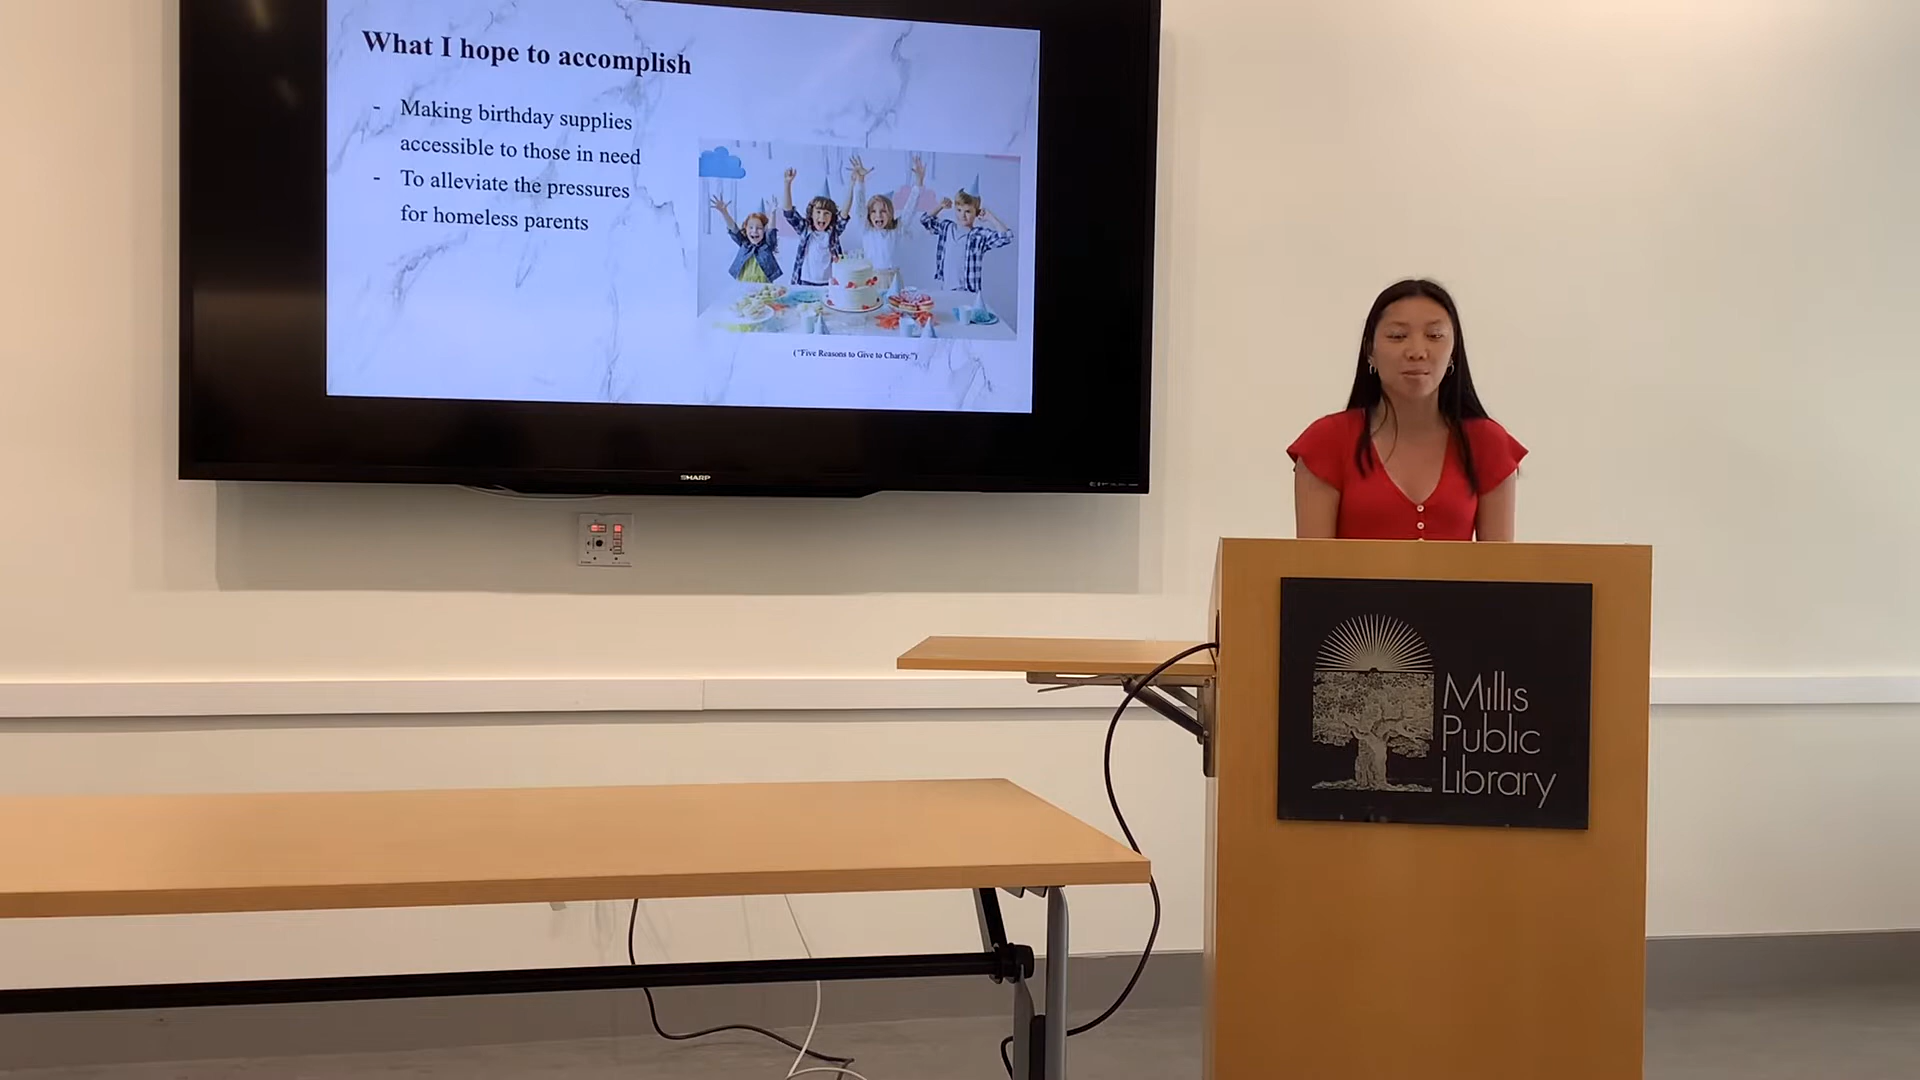 What I hope to accomplish
- Making birthday supplies
accessible to those in need
- To alleviate the pressures
for homeless parents
("Five Reasons to Give to Charity.")
SHARP
Millis
Public
Library